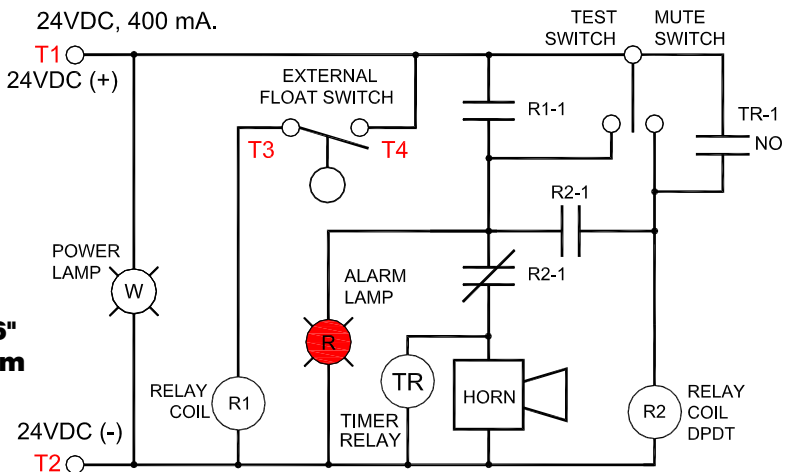 24VDC, 400 mA.
T1
24VDC (+)
EXTERNAL
FLOAT SWITCH
T3
T4
R1-1
TEST
SWITCH
MUTE
SWITCH
TR-1
NO
R2-1
R2-1
POWER
LAMP
W
ALARM
LAMP
R
6"
m
RELAY
COIL
R1
TR
TIMER
RELAY
HORN
R2
RELAY
COIL
DPDT
24VDC (-)
T2